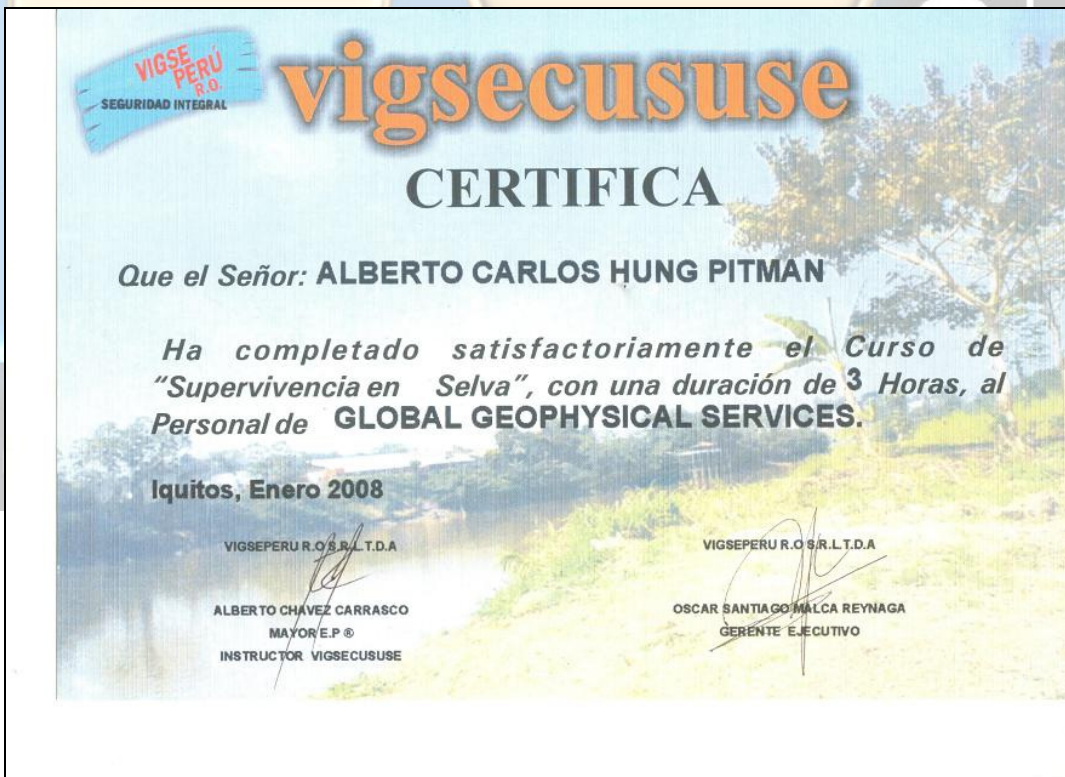 VIGSE
PERÚ
R.O.
SEGURIDAD INTEGRAL
vigsecususe
CERTIFICA
Que el Señor: ALBERTO CARLOS HUNG PITMAN
Ha completado satisfactoriamente el Curso de
"Supervivencia en Selva", con una duración de 3 Horas, al
Personal de GLOBAL GEOPHYSICAL SERVICES.
Iquitos, Enero 2008
VIGSEPERU R.O S.R.L.T.D.A
ALBERTO CHAVEZ CARRASCO
MAYOR E.P ®
INSTRUCTOR VIGSECUSUSE
VIGSEPERU R.O S.R.L.T.D.A
OSCAR SANTIAGO MALCA REYNAGA
GERENTE EJECUTIVO